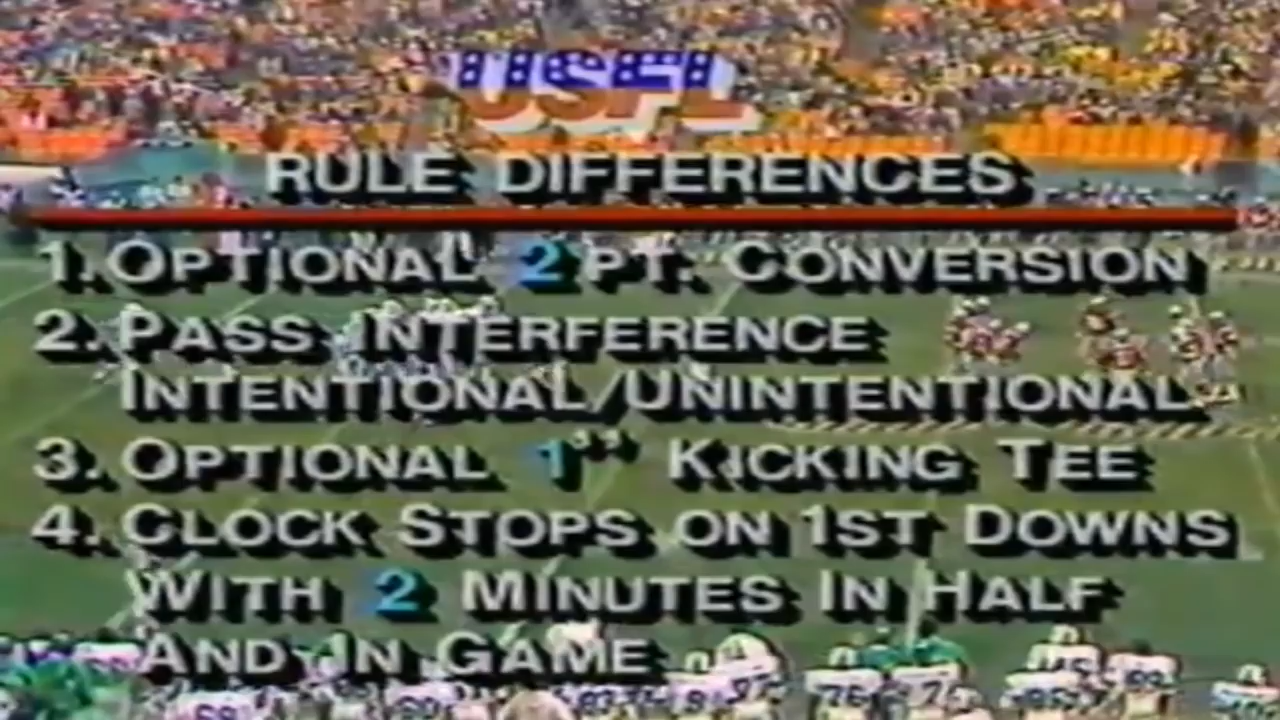 USFL
RULE DIFFERENCES
1. OPTIONAL 2 PT. CONVERSION
2. PASS INTERFERENCE
INTENTIONAL/UNINTENTIONAL
3. OPTIONAL 1" KICKING TEE
4. CLOCK STOPS ON 1ST DOWNS
WITH 2 MINUTES IN HALF
AND IN GAME
76